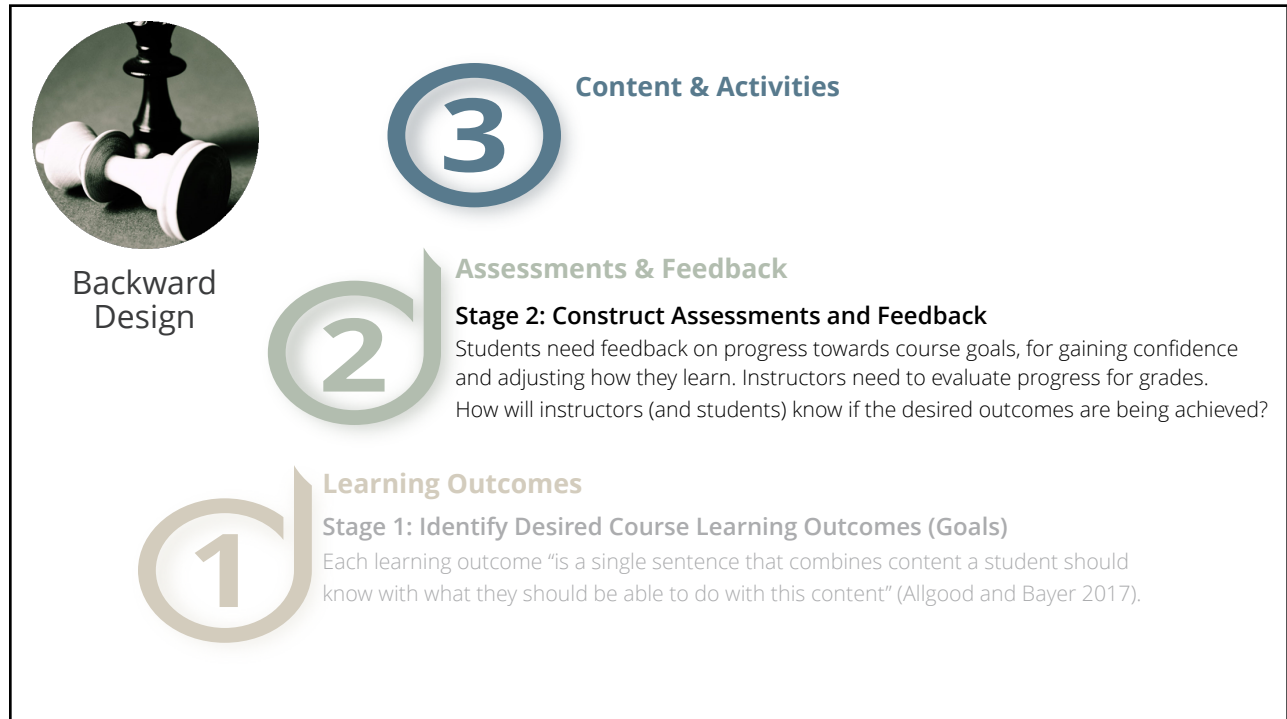 Backward
Design
3
Content & Activities
2
Assessments & Feedback
Stage 2: Construct Assessments and Feedback
Students need feedback on progress towards course goals, for gaining confidence
and adjusting how they learn. Instructors need to evaluate progress for grades.
How will instructors (and students) know if the desired outcomes are being achieved?
1
Learning Outcomes
Stage 1: Identify Desired Course Learning Outcomes (Goals)
Each learning outcome “is a single sentence that combines content a student should
know with what they should be able to do with this content” (Allgood and Bayer 2017).